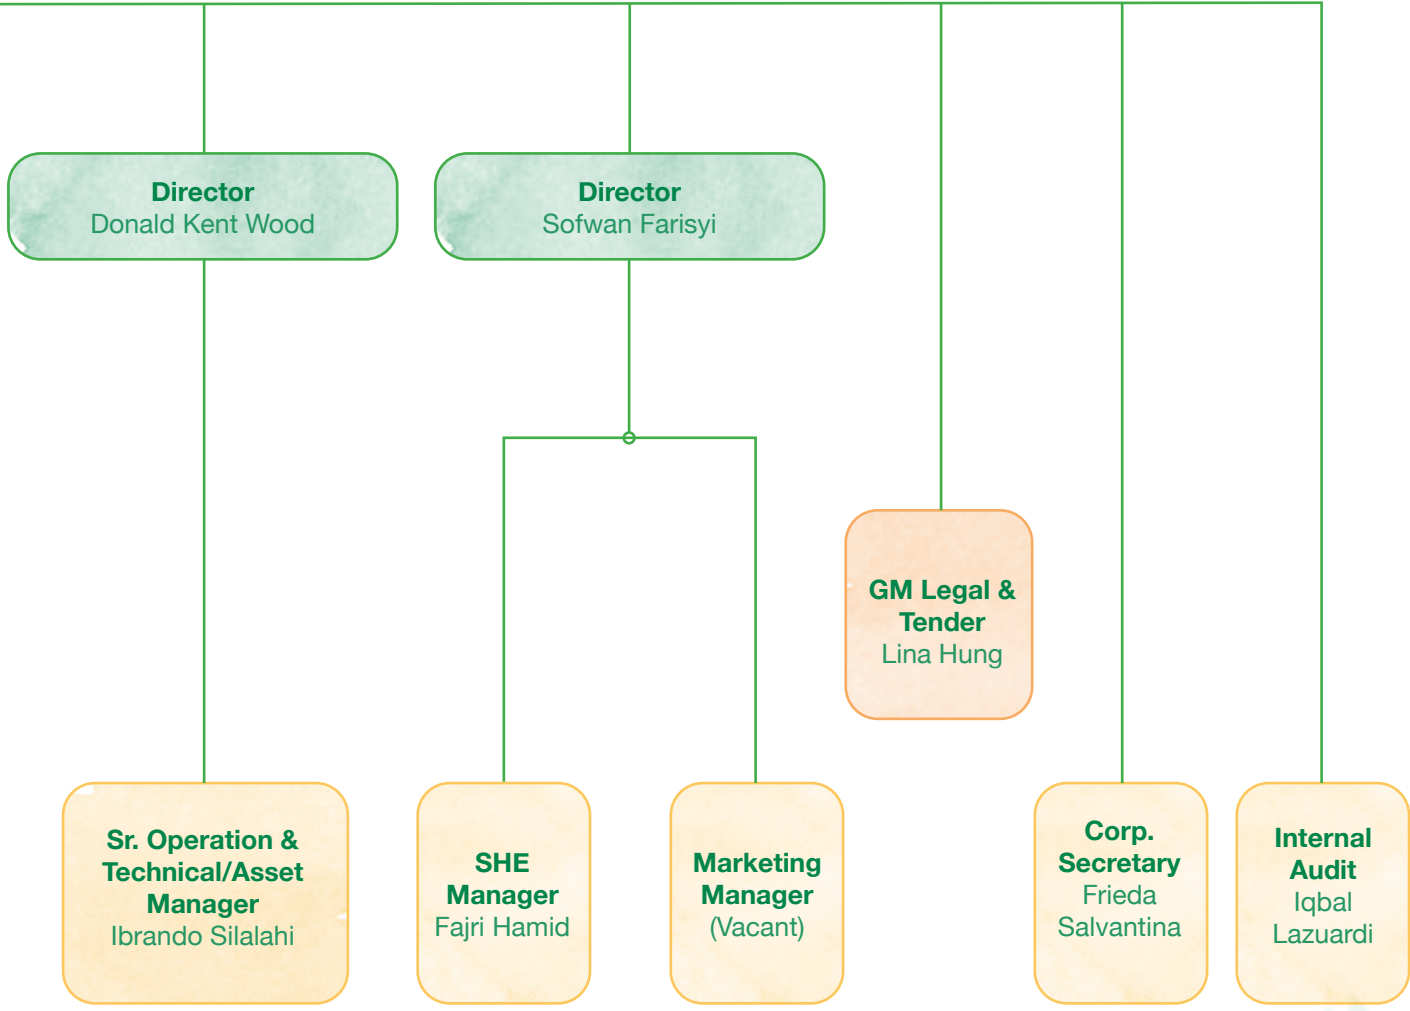 Director
Donald Kent Wood
Director
Sofwan Farisyi
GM Legal &
Tender
Lina Hung
Sr. Operation &
Technical/Asset
Manager
Ibrando Silalahi
SHE
Manager
Fajri Hamid
Marketing
Manager
(Vacant)
Corp.
Secretary
Frieda
Salvantina
Internal
Audit
Iqbal
Lazuardi